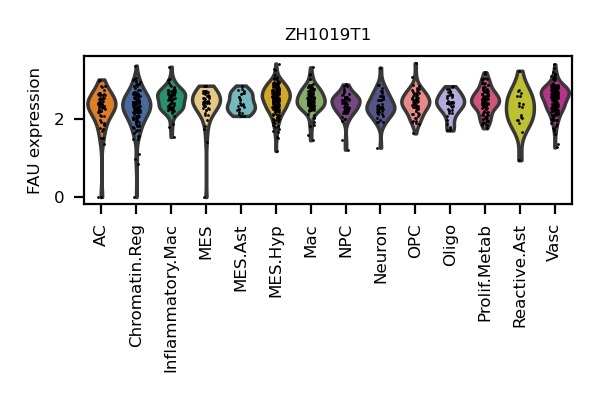 ZH1019T1
FAU expression
2
0
AC
Chromatin.Reg
Inflammatory.Mac
MES
MES.Ast
MES.Hyp
Mac
NPC
Neuron
OPC
Oligo
Prolif.Metab
Reactive.Ast
Vasc